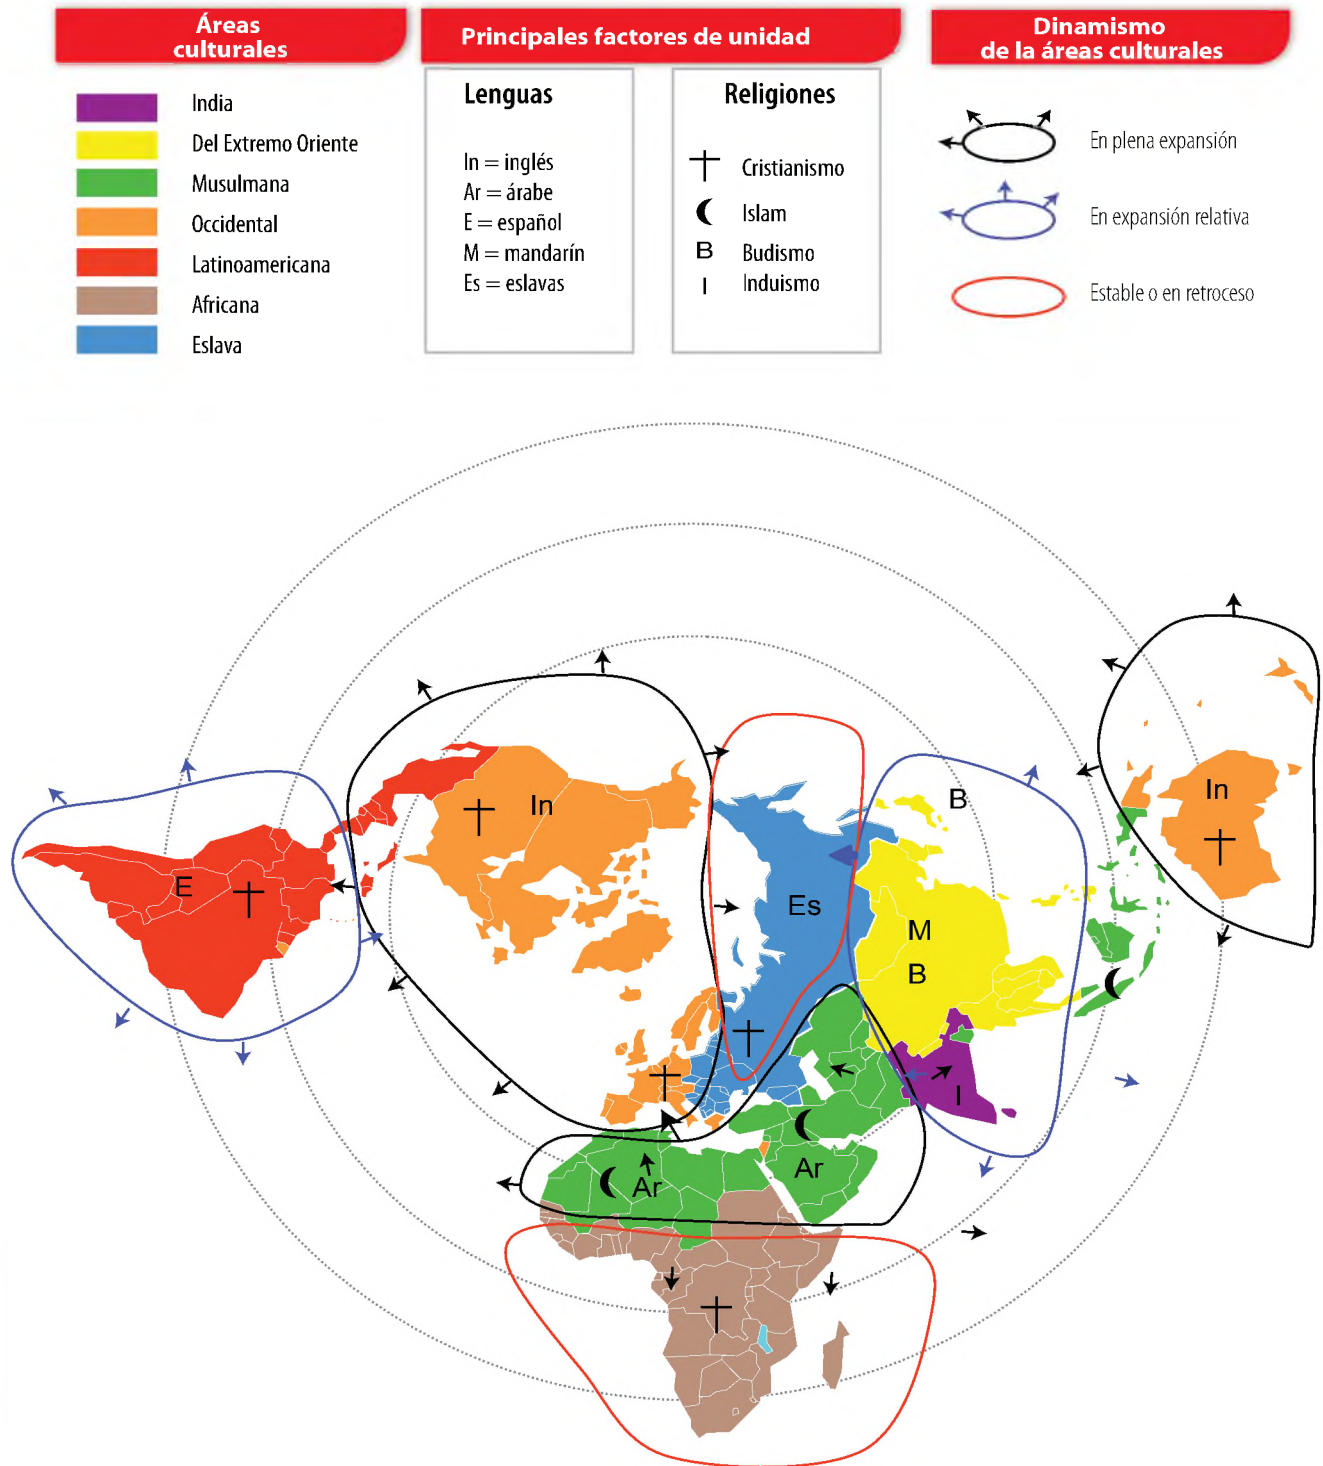 Áreas
culturales
India
Del Extremo Oriente
Musulmana
Occidental
Latinoamericana
Africana
Eslava
Principales factores de unidad
Lenguas
In = inglés
Ar = árabe
E = español
M = mandarín
Es = eslavas
Religiones
Cristianismo
Islam
B Budismo
I Induismo
Dinamismo
de la áreas culturales
En plena expansión
En expansión relativa
Estable o en retroceso
B
In
In
E
Es
M
B
I
Ar
Ar